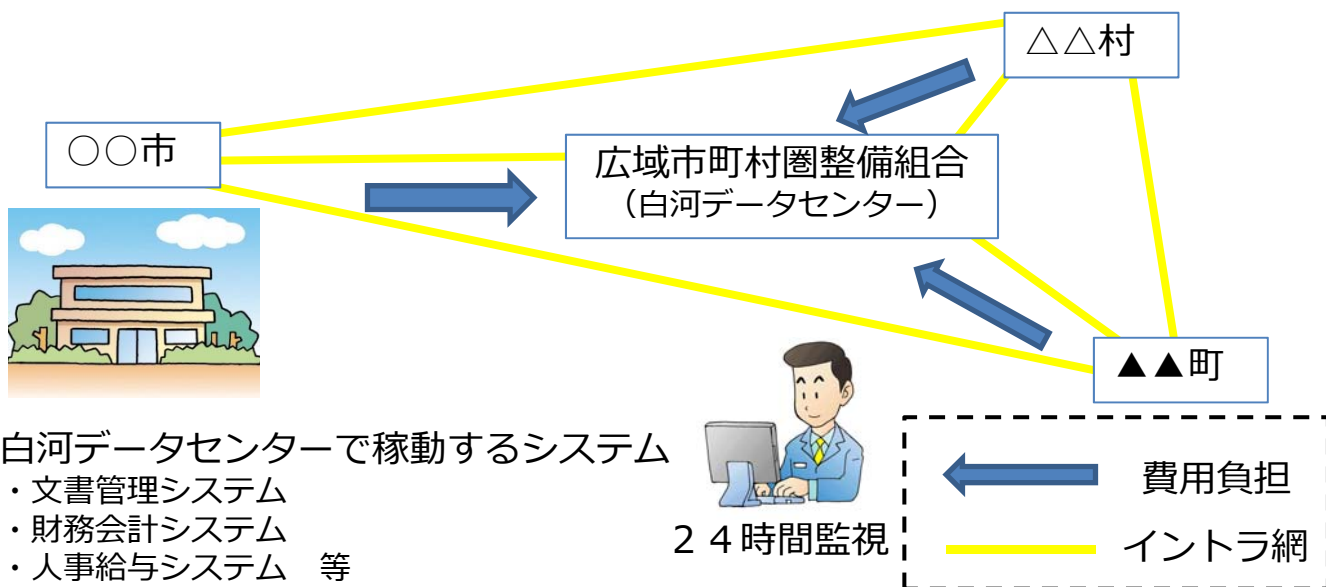 △△村
○○市
広域市町村圏整備組合
（白河データセンター）
▲▲町
白河データセンターで稼動するシステム
・文書管理システム
・財務会計システム
・人事給与システム　等
２４時間監視
費用負担
イントラ網